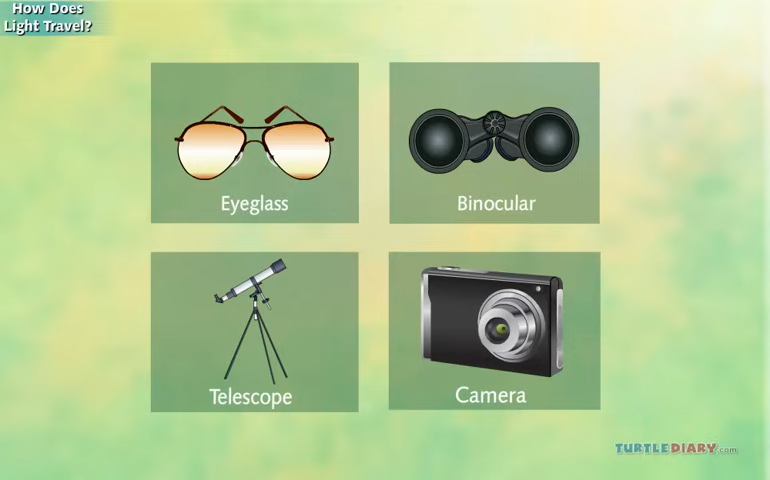 How Does
Light Travel?
Eyeglass
Binocular
Telescope
Camera
TURTLEDIARY.com